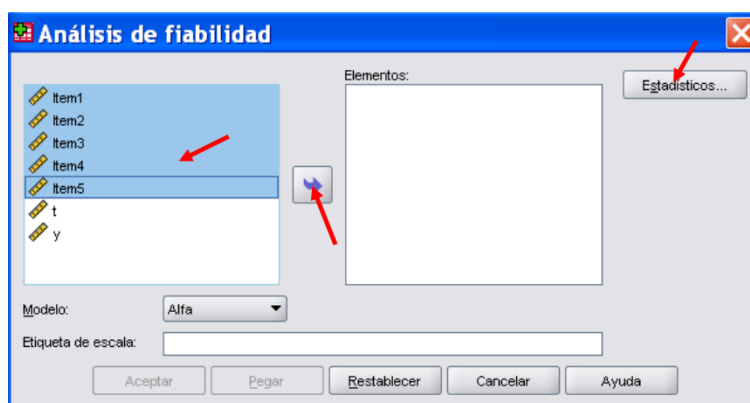 Análisis de fiabilidad
Elementos:
Estadísticos...
Item1
Item2
Item3
Item4
Item5
t
y
Modelo:
Alfa
Etiqueta de escala:
Aceptar
Pegar
Restablecer
Cancelar
Ayuda